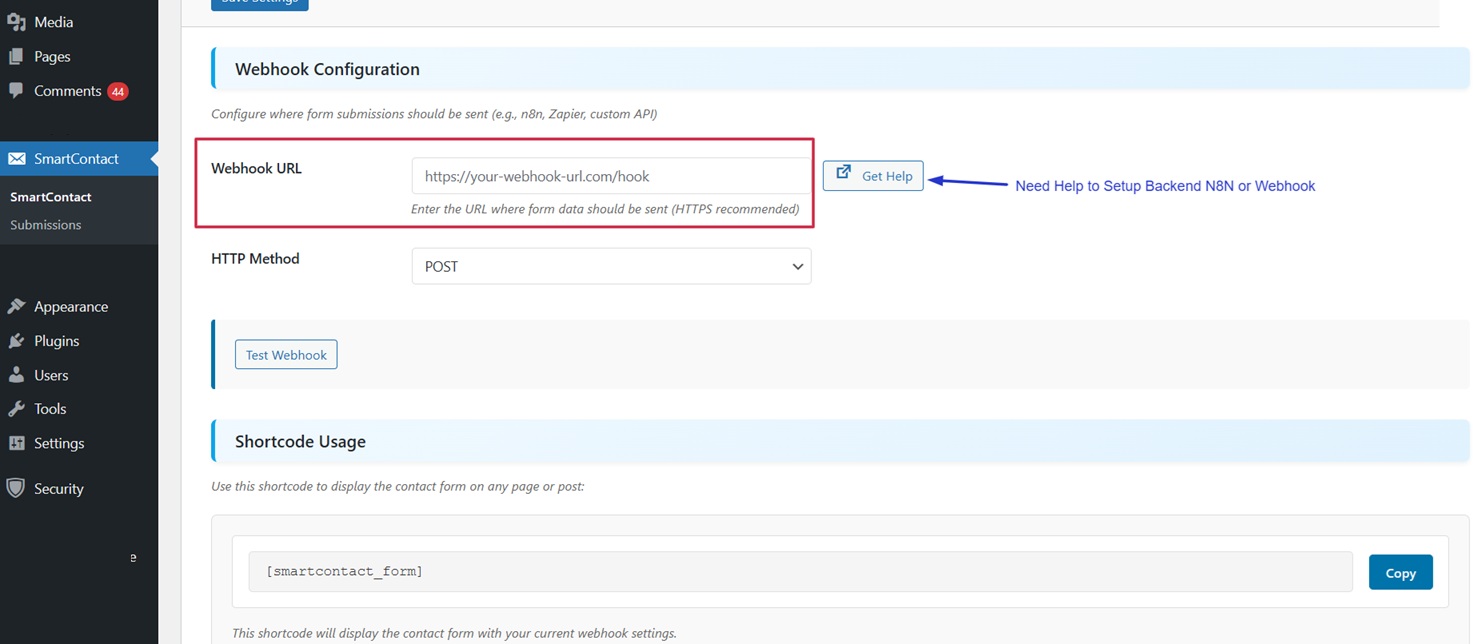 Media
Pages
Comments 44
SmartContact
SmartContact
Submissions
Appearance
Plugins
Users
Tools
Settings
Security
e
Save Settings
Webhook Configuration
Configure where form submissions should be sent (e.g., n8n, Zapier, custom API)
Webhook URL
https://your-webhook-url.com/hook
Get Help
Need Help to Setup Backend N8N or Webhook
Enter the URL where form data should be sent (HTTPS recommended)
HTTP Method
POST
Test Webhook
Shortcode Usage
Use this shortcode to display the contact form on any page or post:
[smartcontact_form]
Copy
This shortcode will display the contact form with your current webhook settings.